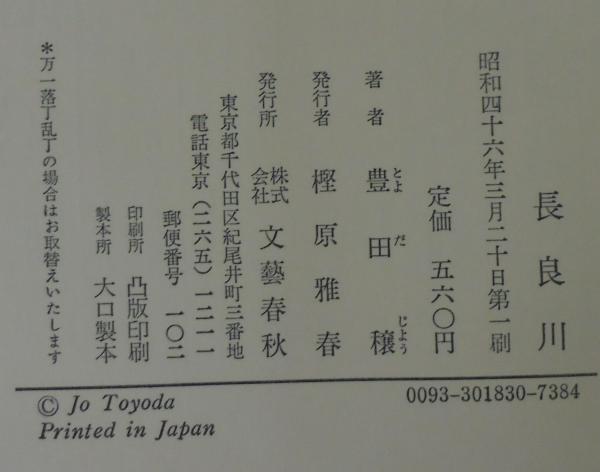 長良川
昭和四十六年三月二十日第一刷
定価 五六〇円
著者 豊田穣
とよ だ じよう
発行者 樫原雅春
発行所 株式会社 文藝春秋
東京都千代田区紀尾井町三番地
電話東京(二六五)一二一一
郵便番号 一〇二
印刷所 凸版印刷
製本所 大口製本
*万一落丁乱丁の場合はお取替えいたします
0093-301830-7384
© Jo Toyoda
Printed in Japan